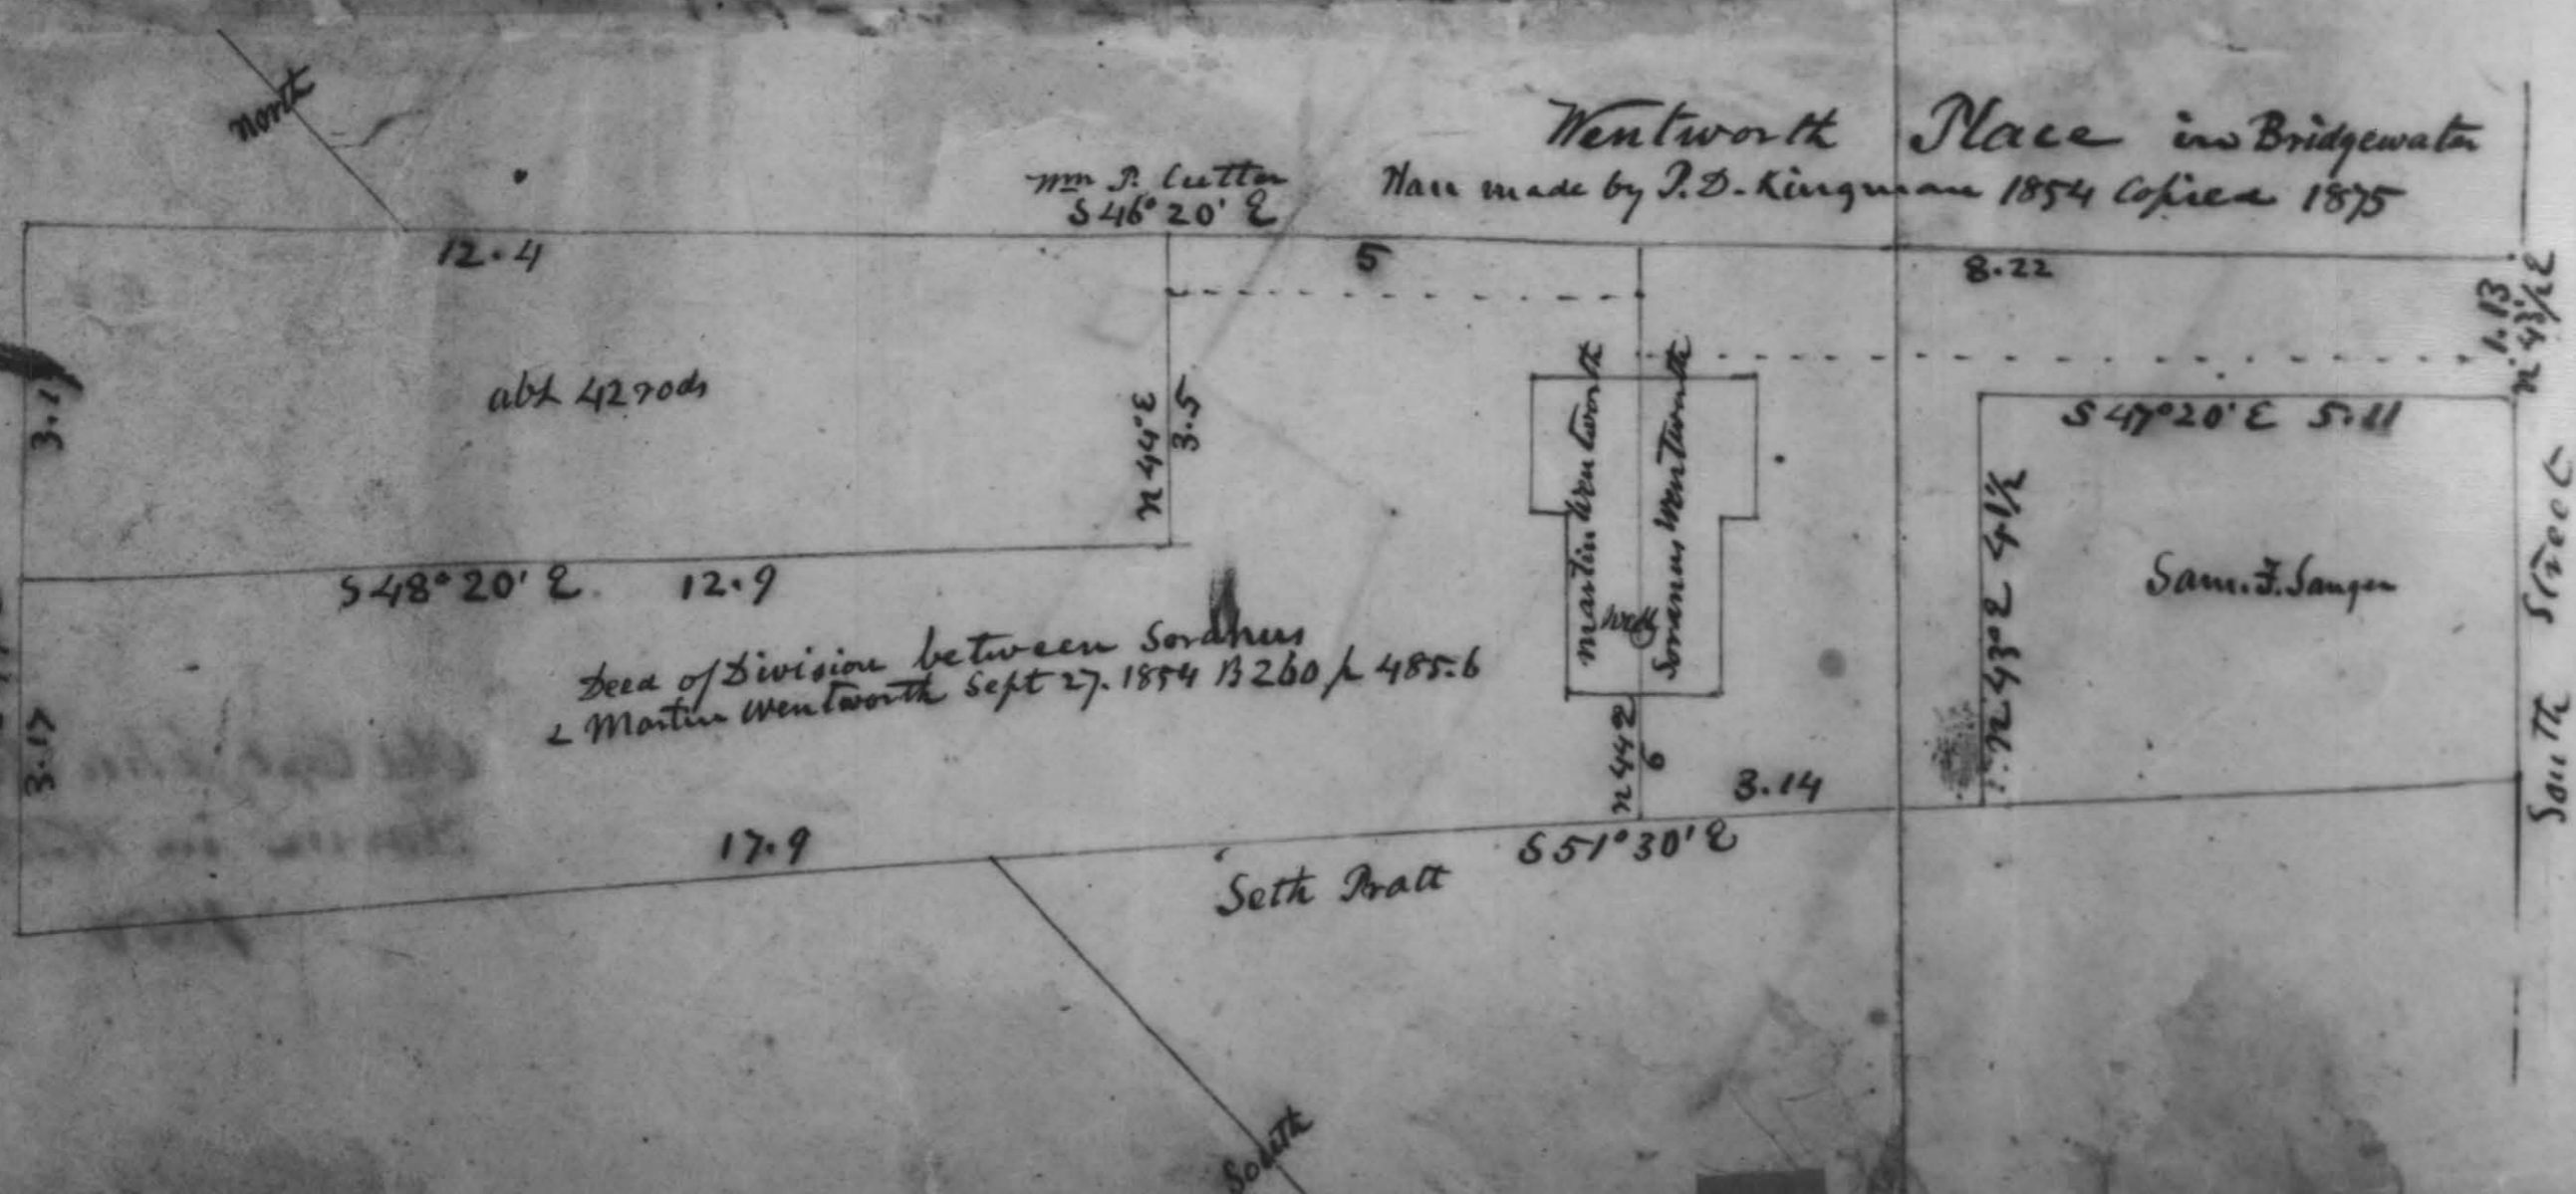 North
Wentworth Place in Bridgewater
Plan made by P.D. Kingman 1854 Copied 1875
Wm P. Cutter
S 46° 20' E
12.4
5
8.22
1.13
N 43½ E
3.1
abt 42 rods
N 44° E
3.5
Martin Wentworth
Soranus Wentworth
Well
S 47° 20' E 5.11
N 43° E 4½
Sam. F. Sanger
South Street
S 48° 20' E 12.9
Deed of Division between Soranus
& Martin Wentworth Sept 27. 1854 B 260 p 485.6
3.17
N 44 E
6
3.14
17.9
S 51° 30' E
Seth Pratt
South